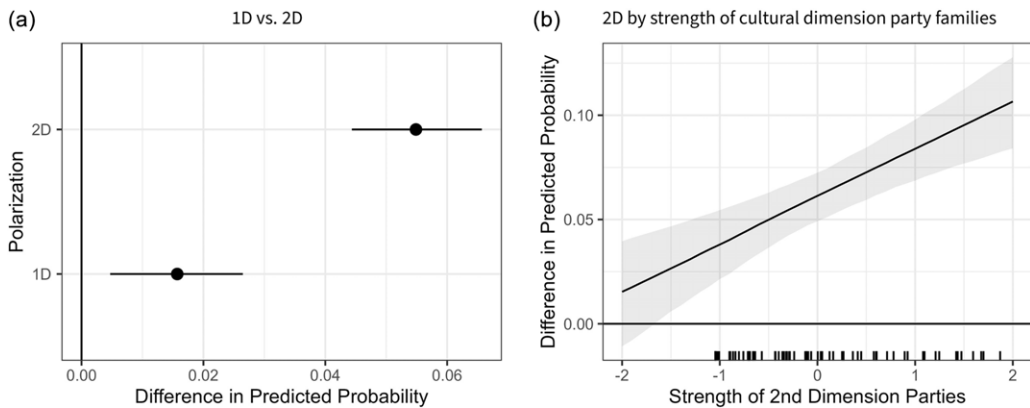 (a)
1D vs. 2D
Polarization
2D
1D
0.00
0.02
0.04
0.06
Difference in Predicted Probability
(b)
2D by strength of cultural dimension party families
Difference in Predicted Probability
0.10
0.05
0.00
-2
-1
0
1
2
Strength of 2nd Dimension Parties